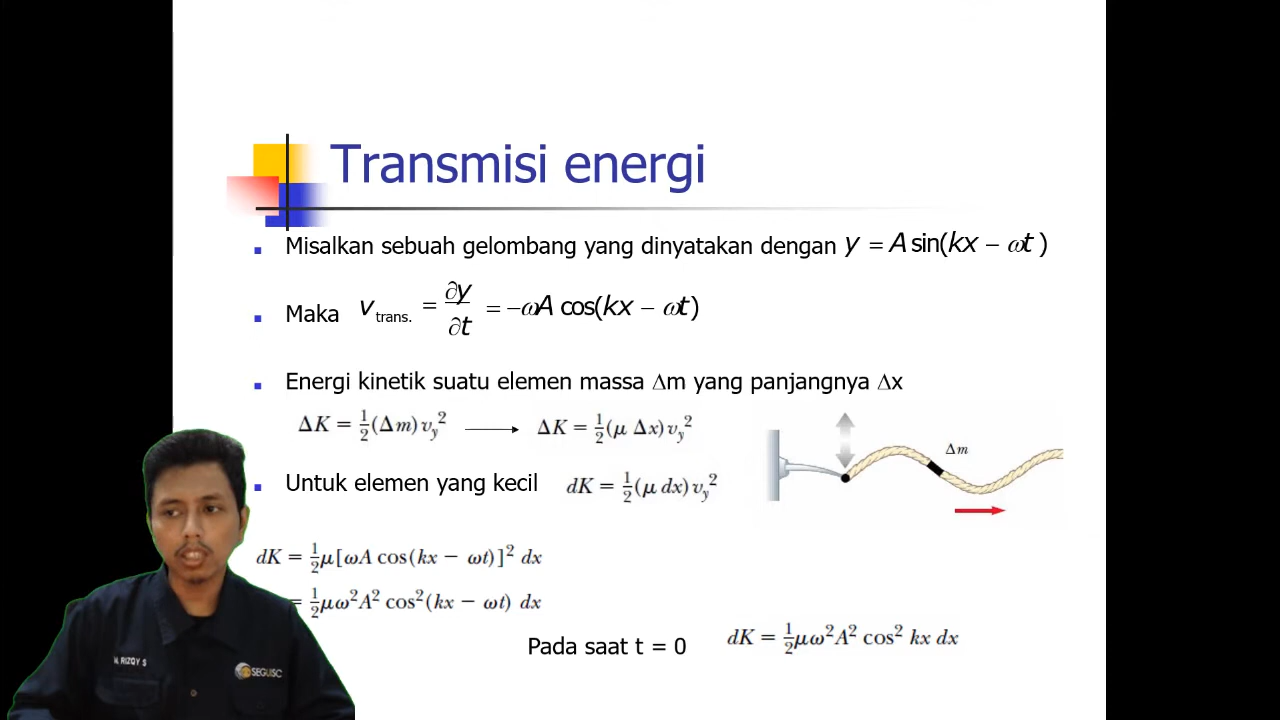 Transmisi energi
Misalkan sebuah gelombang yang dinyatakan dengan y = A sin(kx − ωt)
Maka v trans. = ∂y/∂t = −ωA cos(kx − ωt)
Energi kinetik suatu elemen massa Δm yang panjangnya Δx
ΔK = ½(Δm)v_y² → ΔK = ½(μ Δx)v_y²
Δm
Untuk elemen yang kecil dK = ½(μ dx)v_y²
dK = ½μ[ωA cos(kx − ωt)]² dx
= ½μω²A² cos²(kx − ωt) dx
Pada saat t = 0 dK = ½μω²A² cos² kx dx
M. RIZQY S
SEGUISC